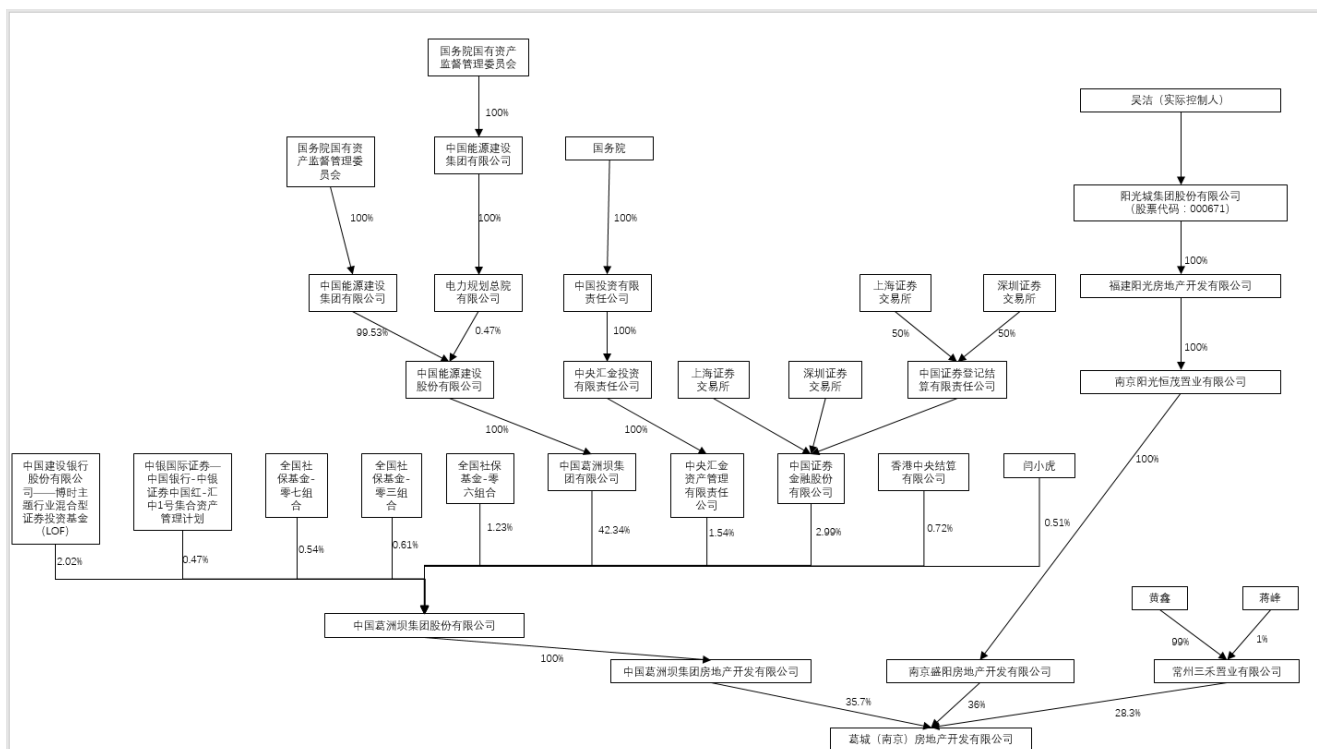 国务院国有资产
监督管理委员会
吴洁（实际控制人）
100%
国务院国有资
产监督管理委
员会
中国能源建设
集团有限公司
国务院
阳光城集团股份有限公司
（股票代码：000671）
100%
100%
100%
100%
中国能源建设
集团有限公司
电力规划总院
有限公司
中国投资有限
责任公司
上海证券
交易所
深圳证券
交易所
福建阳光房地产开发有限公司
99.53%
0.47%
100%
50%
50%
100%
中国能源建设
股份有限公司
中央汇金投资
有限责任公司
上海证券
交易所
深圳证券
交易所
中国证券登记结
算有限责任公司
南京阳光恒茂置业有限公司
100%
100%
100%
中国建设银行
股份有限公
司——博时主
题行业混合型
证券投资基金
（LOF）
中银国际证券—
中国银行-中银
证券中国红-汇
中1号集合资产
管理计划
全国社
保基金-
零七组
合
全国社
保基金-
零三组
合
全国社保
基金-零
六组合
中国葛洲坝集
团有限公司
中央汇金
资产管理
有限责任
公司
中国证券
金融股份
有限公司
香港中央结算
有限公司
闫小虎
2.02%
0.47%
0.54%
0.61%
1.23%
42.34%
1.54%
2.99%
0.72%
0.51%
黄鑫
蒋峰
中国葛洲坝集团股份有限公司
100%
99%
1%
中国葛洲坝集团房地产开发有限公司
南京盛阳房地产开发有限公司
常州三禾置业有限公司
35.7%
36%
28.3%
葛城（南京）房地产开发有限公司